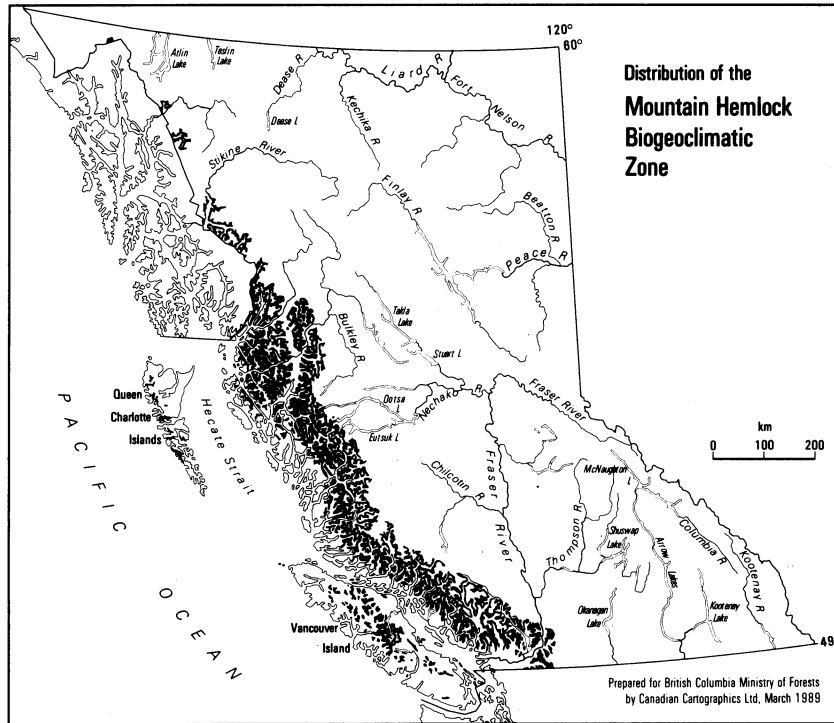 120°
60°
Distribution of the
Mountain Hemlock
Biogeoclimatic
Zone
Atlin
Lake
Teslin
Lake
Dease R
Liard R
Fort Nelson R
Dease L
Kechika R
Stikine River
Finlay R
Beatton R
Peace R
Takla
Lake
Bulkley R
Stuart L
Queen
Charlotte
Islands
Hecate Strait
PACIFIC OCEAN
Ootsa
L
Nechako R
Eutsuk L
Fraser River
km
0 100 200
Chilcotin R
Fraser River
McNaughton
L
Thompson R
Shuswap
Lake
Arrow Lakes
Columbia R
Kootenay R
Okanagan
Lake
Kootenay
Lake
Vancouver
Island
49
Prepared for British Columbia Ministry of Forests
by Canadian Cartographics Ltd, March 1989